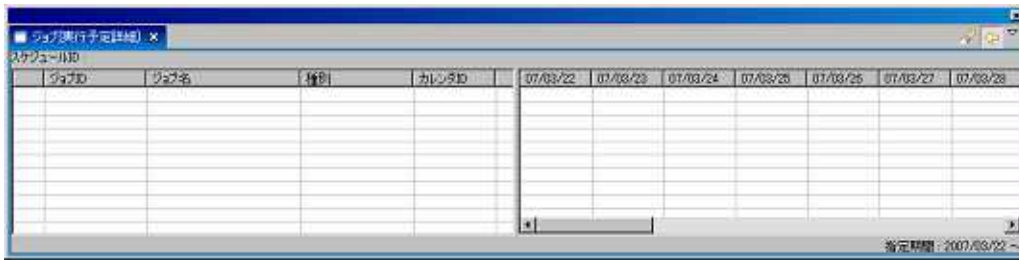 ジョブ[実行予定詳細]
スケジュールID
ジョブID ジョブ名 種別 カレンダID 07/03/22 07/03/23 07/03/24 07/03/25 07/03/26 07/03/27 07/03/28
指定期間 : 2007/03/22 ~